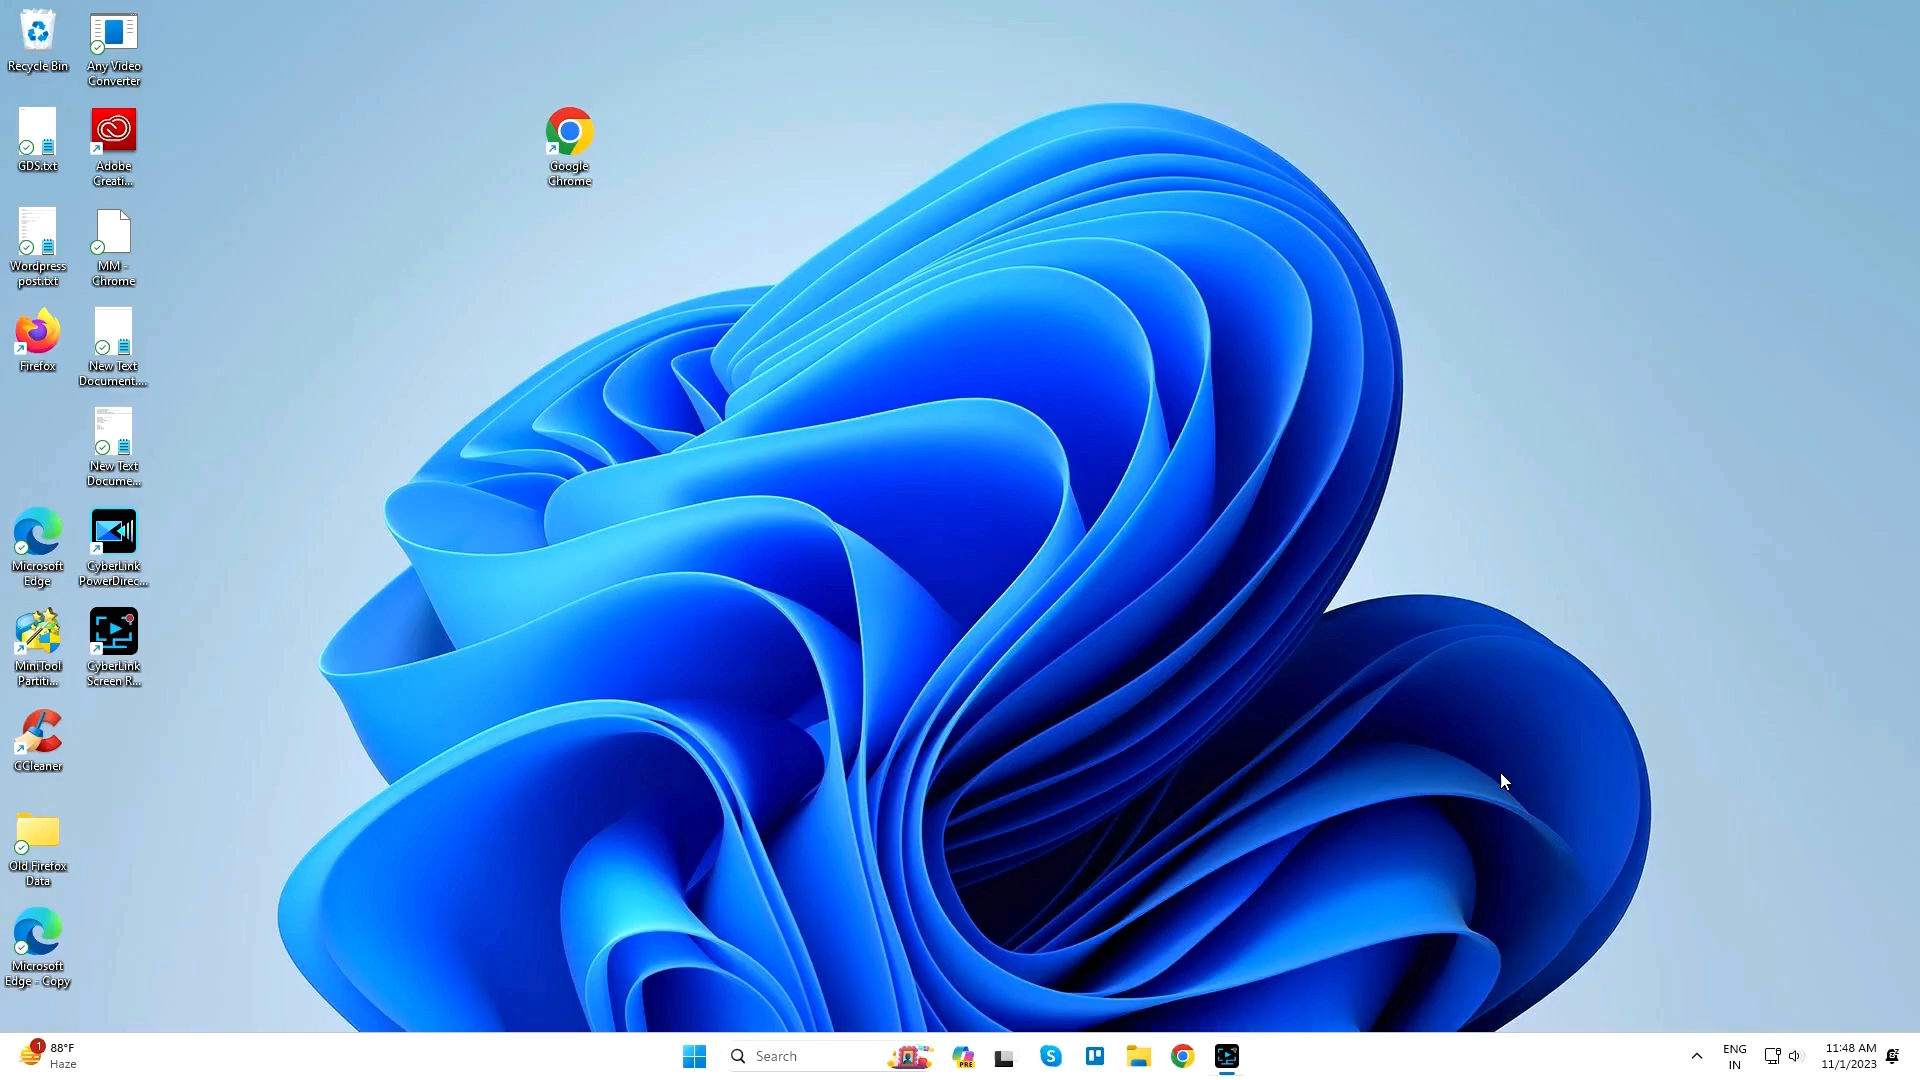 Recycle Bin
Any Video
Converter
GDS.txt
Adobe
Creati...
Google
Chrome
Wordpress
post.txt
MM -
Chrome
Firefox
New Text
Document....
New Text
Docume...
Microsoft
Edge
CyberLink
PowerDirec...
MiniTool
Partiti...
CyberLink
Screen R...
CCleaner
Old Firefox
Data
Microsoft
Edge - Copy
1
88°F
Haze
Search
PRE
ENG
IN
11:48 AM
11/1/2023